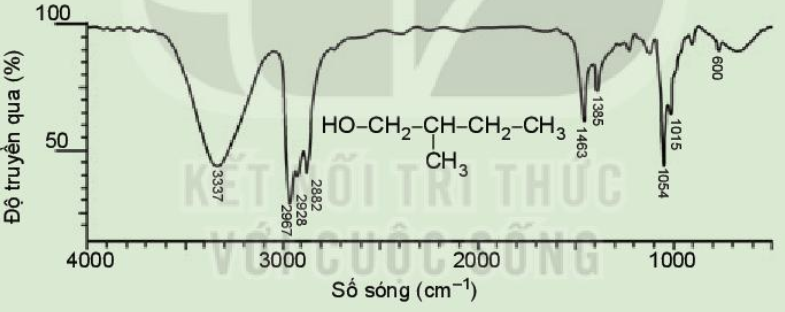 100
50
Độ truyền qua (%)
HO–CH₂–CH–CH₂–CH₃
CH₃
3337
2967
2928
2882
1463
1385
1054
1015
600
KẾT NỐI TRI THỨC
VỚI CUỘC SỐNG
4000
3000
2000
1000
Số sóng (cm⁻¹)